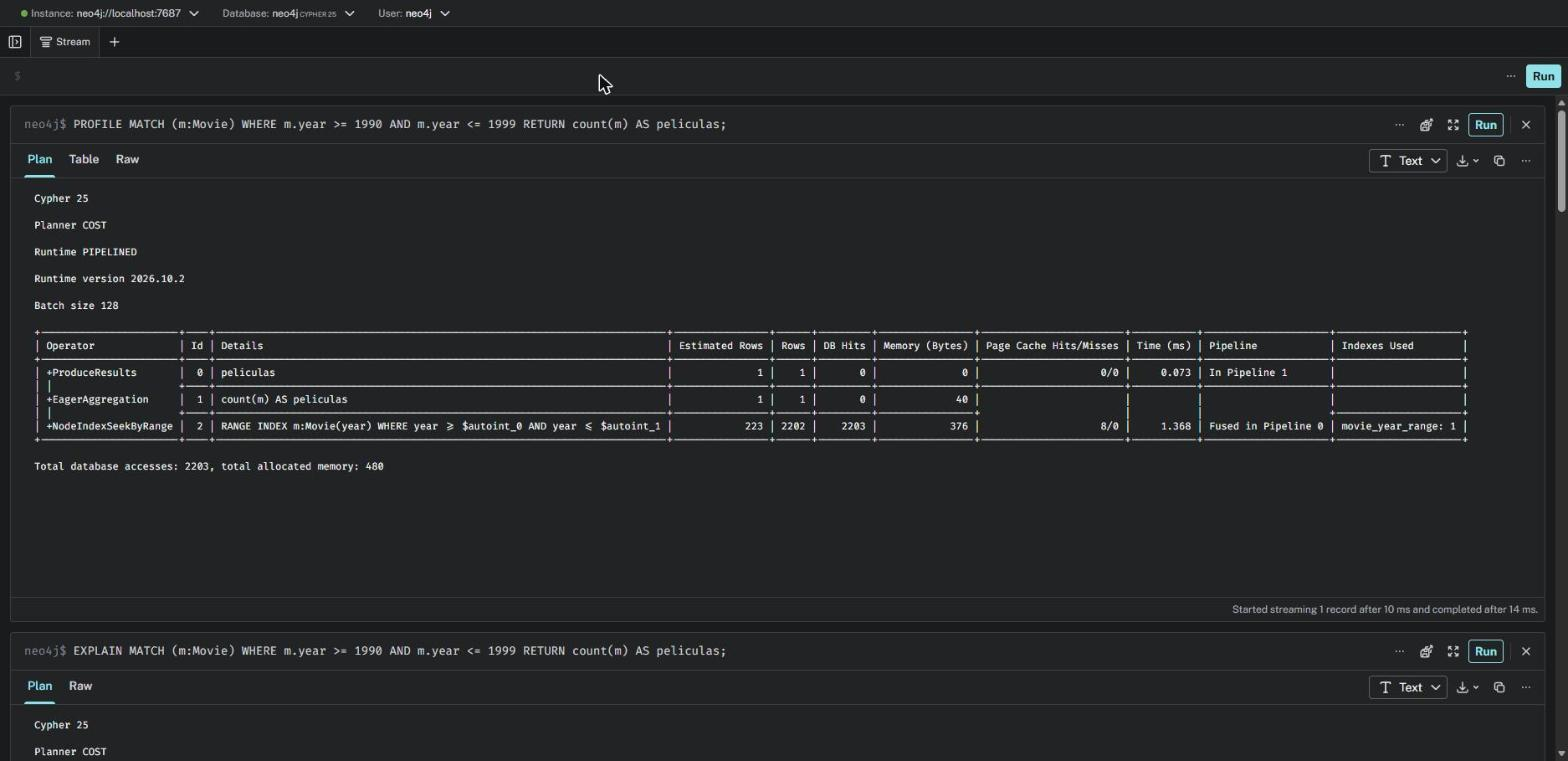 Instance: neo4j://localhost:7687 Database: neo4j CYPHER 25 User: neo4j
Stream
$ ... Run
neo4j$ PROFILE MATCH (m:Movie) WHERE m.year >= 1990 AND m.year <= 1999 RETURN count(m) AS peliculas; ... Run
Plan Table Raw Text ...
Cypher 25
Planner COST
Runtime PIPELINED
Runtime version 2026.10.2
Batch size 128
| Operator | Id | Details | Estimated Rows | Rows | DB Hits | Memory (Bytes) | Page Cache Hits/Misses | Time (ms) | Pipeline | Indexes Used |
| +ProduceResults | 0 | peliculas | 1 | 1 | 0 | 0 | 0/0 | 0.073 | In Pipeline 1 | |
| +EagerAggregation | 1 | count(m) AS peliculas | 1 | 1 | 0 | 40 | | | | |
| +NodeIndexSeekByRange | 2 | RANGE INDEX m:Movie(year) WHERE year ≥ $autoint_0 AND year ≤ $autoint_1 | 223 | 2202 | 2203 | 376 | 8/0 | 1.368 | Fused in Pipeline 0 | movie_year_range: 1 |
Total database accesses: 2203, total allocated memory: 480
Started streaming 1 record after 10 ms and completed after 14 ms.
neo4j$ EXPLAIN MATCH (m:Movie) WHERE m.year >= 1990 AND m.year <= 1999 RETURN count(m) AS peliculas; ... Run
Plan Raw Text ...
Cypher 25
Planner COST